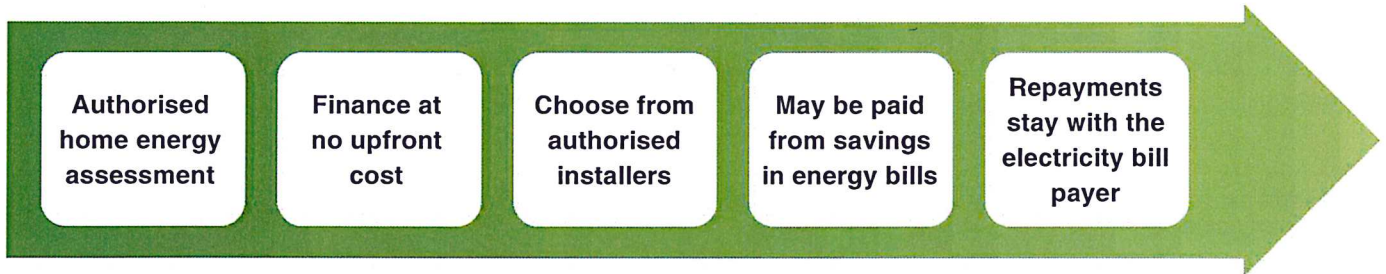 Authorised
home energy
assessment
Finance at
no upfront
cost
Choose from
authorised
installers
May be paid
from savings
in energy bills
Repayments
stay with the
electricity bill
payer